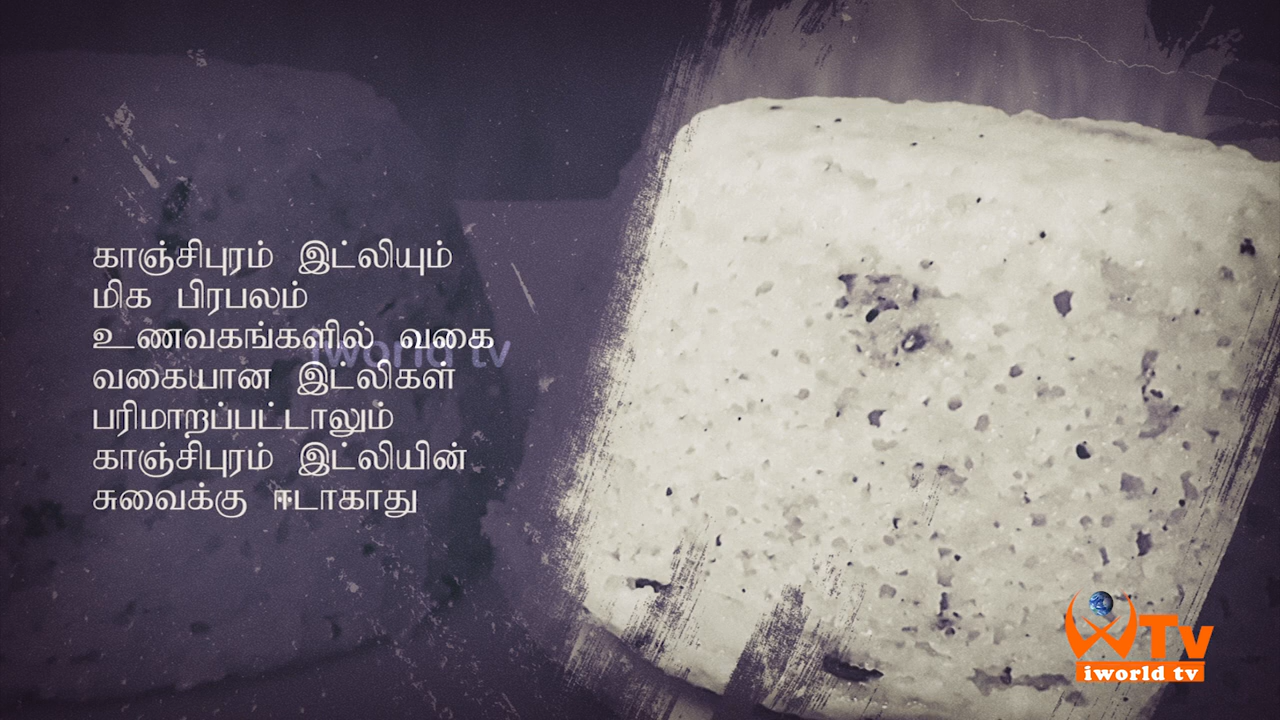 காஞ்சிபுரம் இட்லியும்
மிக பிரபலம்
உணவகங்களில் வகை
வகையான இட்லிகள்
பரிமாறப்பட்டாலும்
காஞ்சிபுரம் இட்லியின்
சுவைக்கு ஈடாகாது
iworld tv
Tv
iworld tv